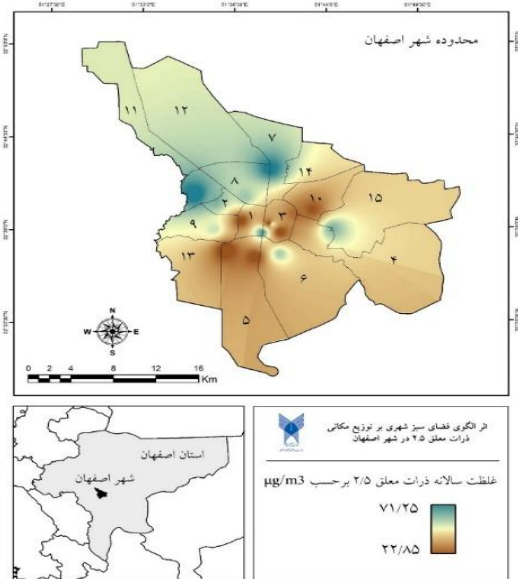 محدوده شهر اصفهان
۱۱
۱۲
۷
۱۴
۸
۲
۱۰
۱۵
۱
۳
۹
۱۳
۴
۶
۵
N
W E
S
0 2 4 8 12 16
Km
استان اصفهان
شهر اصفهان
اثر الگوی فضای سبز شهری بر توزیع مکانی
ذرات معلق ۲.۵ در شهر اصفهان
غلظت سالانه ذرات معلق ۲/۵ برحسب µg/m3
۷۱/۲۵
۲۲/۸۵